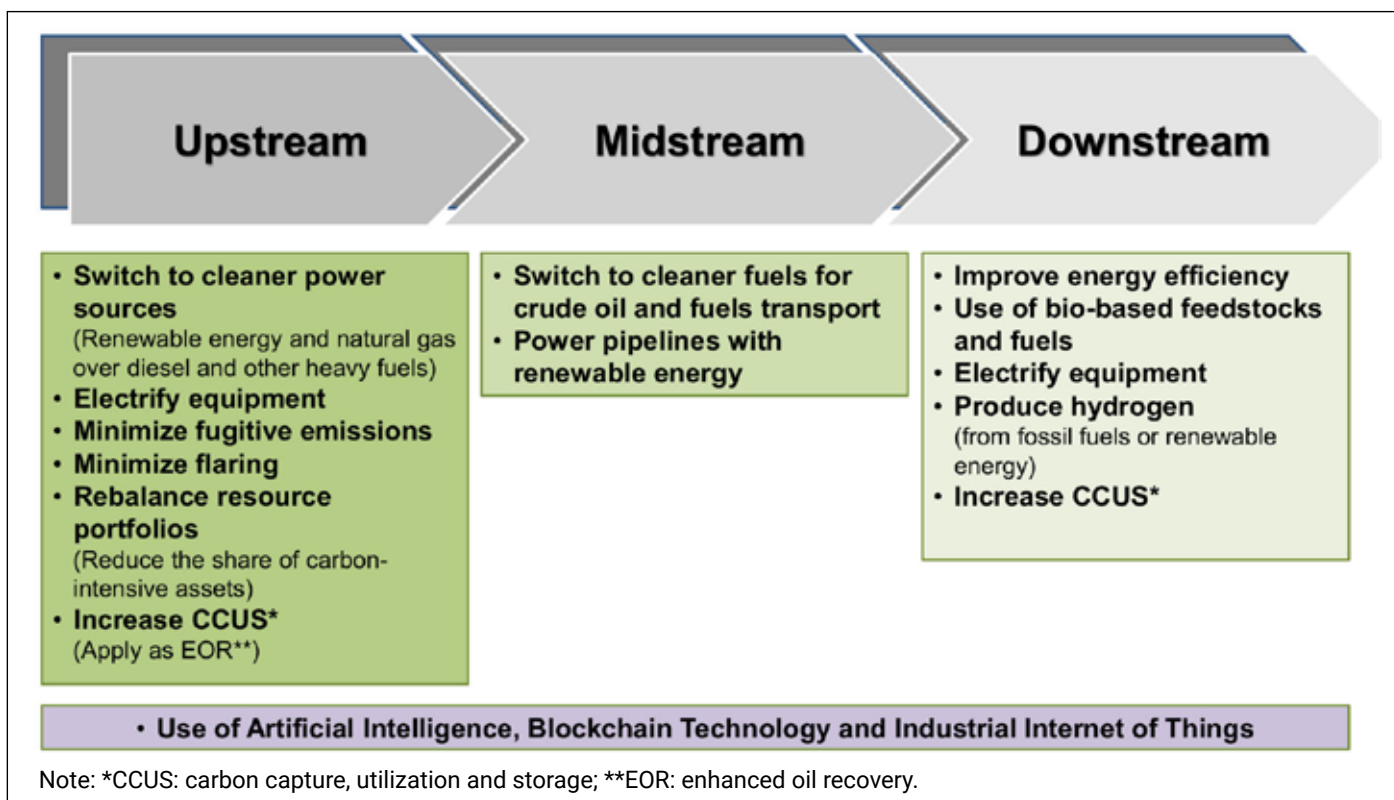 Upstream
Midstream
Downstream
• Switch to cleaner power
sources
(Renewable energy and natural gas
over diesel and other heavy fuels)
• Electrify equipment
• Minimize fugitive emissions
• Minimize flaring
• Rebalance resource
portfolios
(Reduce the share of carbon-
intensive assets)
• Increase CCUS*
(Apply as EOR**)
• Switch to cleaner fuels for
crude oil and fuels transport
• Power pipelines with
renewable energy
• Improve energy efficiency
• Use of bio-based feedstocks
and fuels
• Electrify equipment
• Produce hydrogen
(from fossil fuels or renewable
energy)
• Increase CCUS*
• Use of Artificial Intelligence, Blockchain Technology and Industrial Internet of Things
Note: *CCUS: carbon capture, utilization and storage; **EOR: enhanced oil recovery.